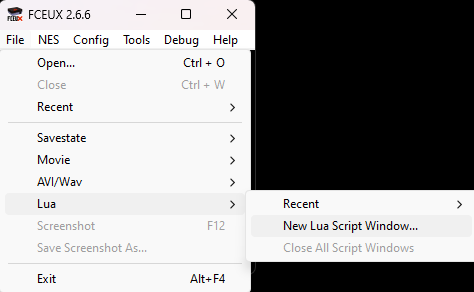 FCEUX 2.6.6
File NES Config Tools Debug Help
Open... Ctrl + O
Close Ctrl + W
Recent
Savestate
Movie
AVI/Wav
Lua
Recent
New Lua Script Window...
Close All Script Windows
Screenshot F12
Save Screenshot As...
Exit Alt+F4